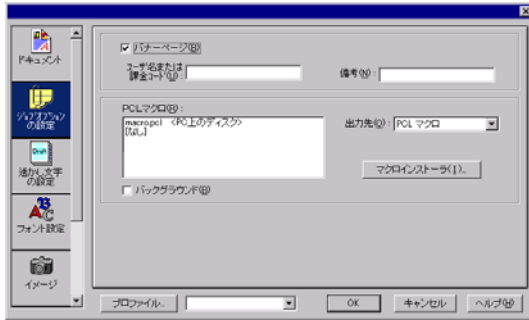 ドキュメント
ジョブオプション
の設定
透かし文字
の設定
フォント設定
イメージ
バナーページ(B)
ユーザ名または
課金コード(U):
備考(N):
PCLマクロ(R):
macropcl <PC上のディスク>
[なし]
バックグラウンド(B)
出力先(O): PCL マクロ
マクロインストーラ(I)...
プロファイル...
OK
キャンセル
ヘルプ(H)